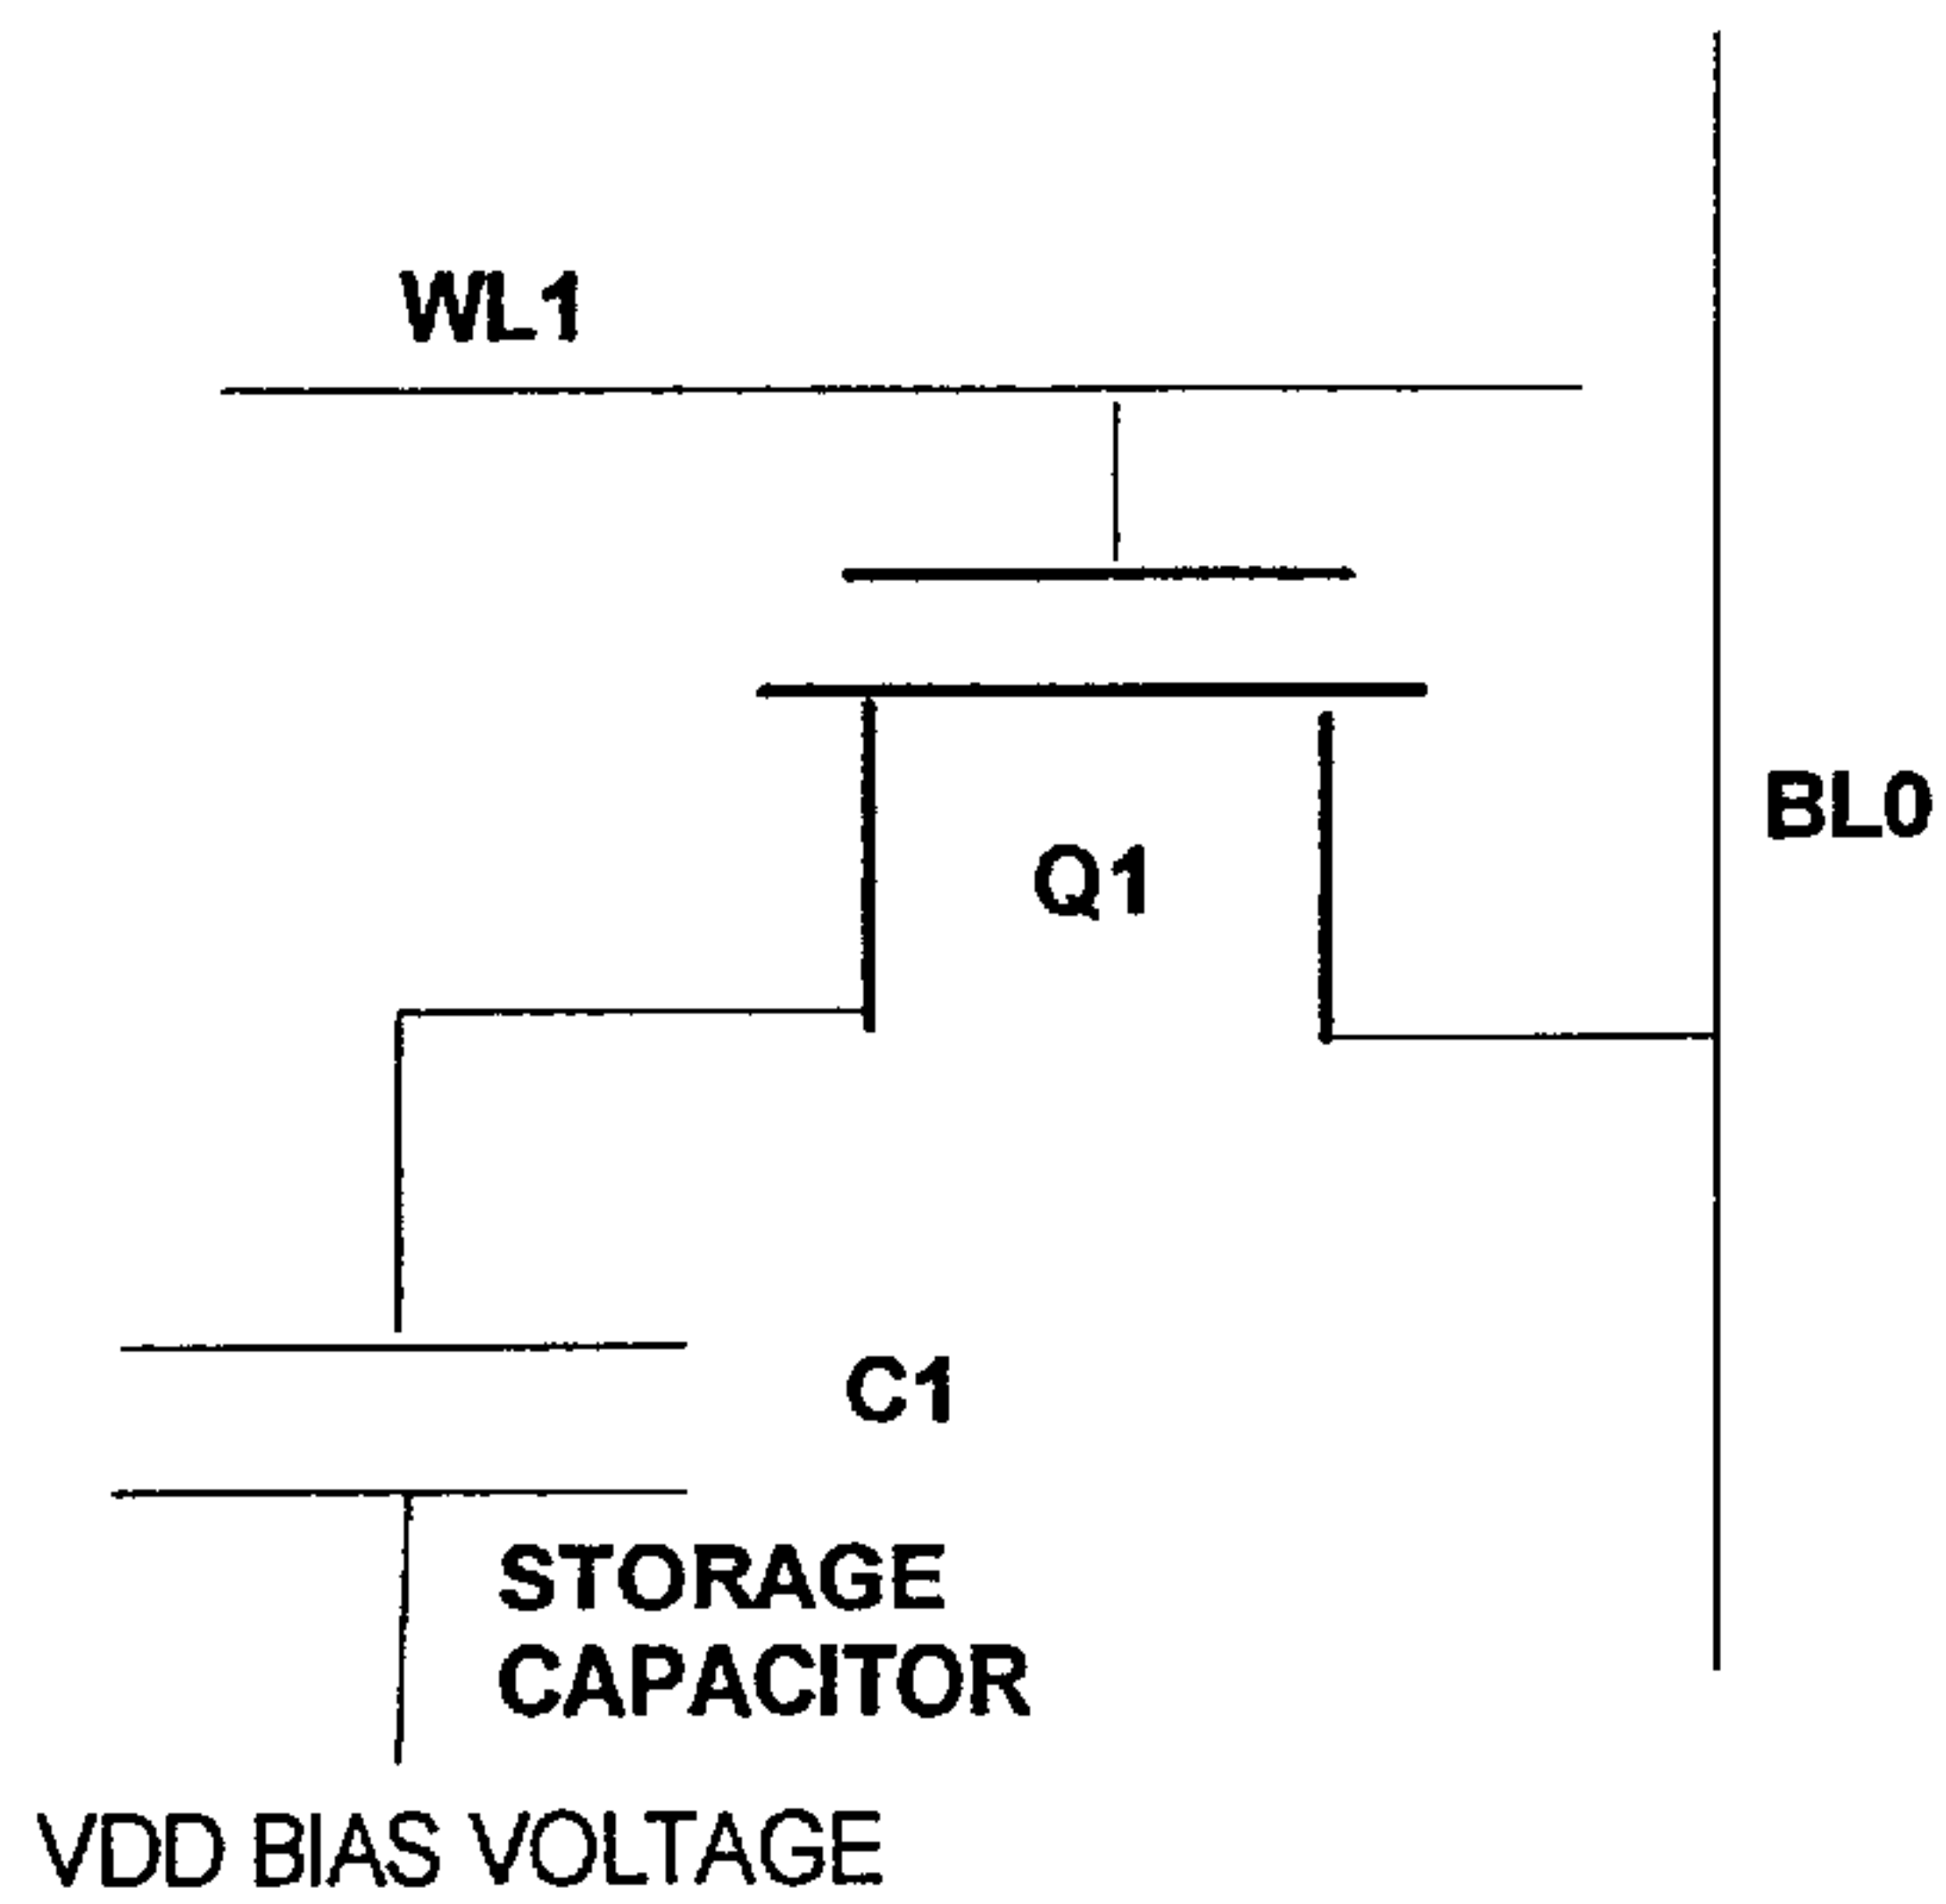 WL1
BL0
Q1
C1
STORAGE
CAPACITOR
VDD BIAS VOLTAGE